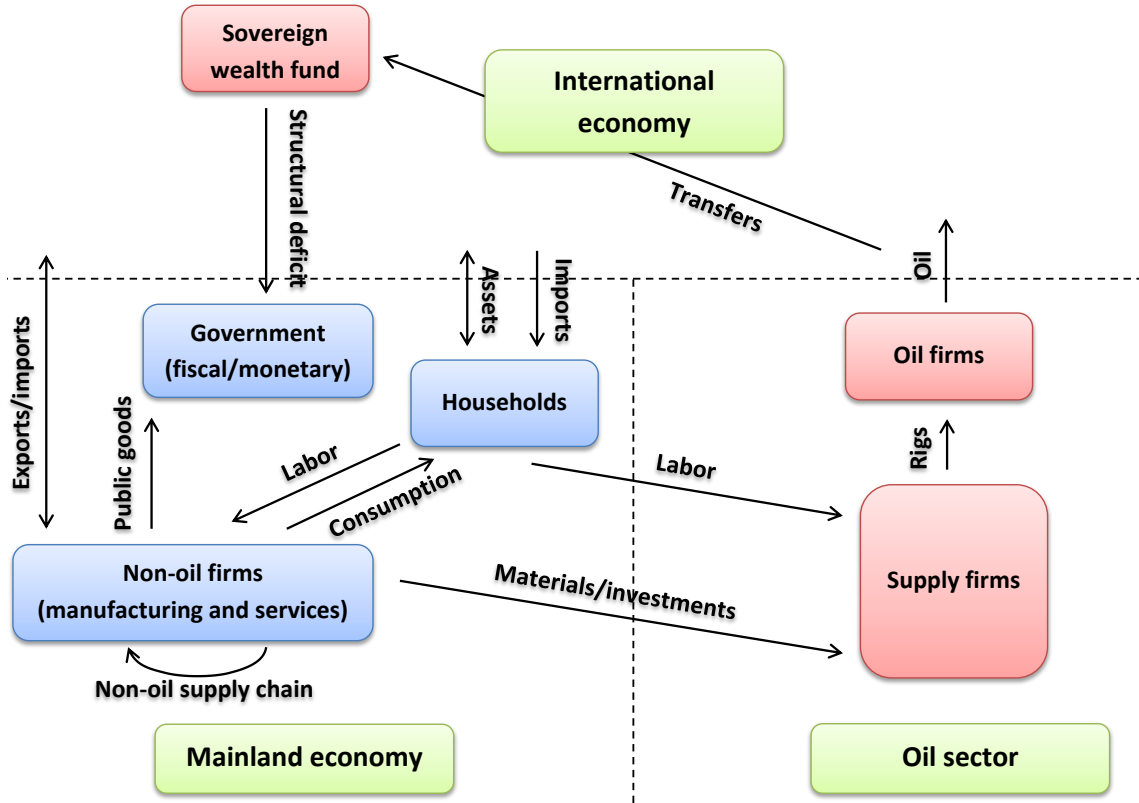 Sovereign
wealth fund
International
economy
Structural deficit
Transfers
Oil
Assets
Imports
Exports/imports
Government
(fiscal/monetary)
Households
Oil firms
Public goods
Labor
Consumption
Labor
Rigs
Non-oil firms
(manufacturing and services)
Materials/investments
Supply firms
Non-oil supply chain
Mainland economy
Oil sector